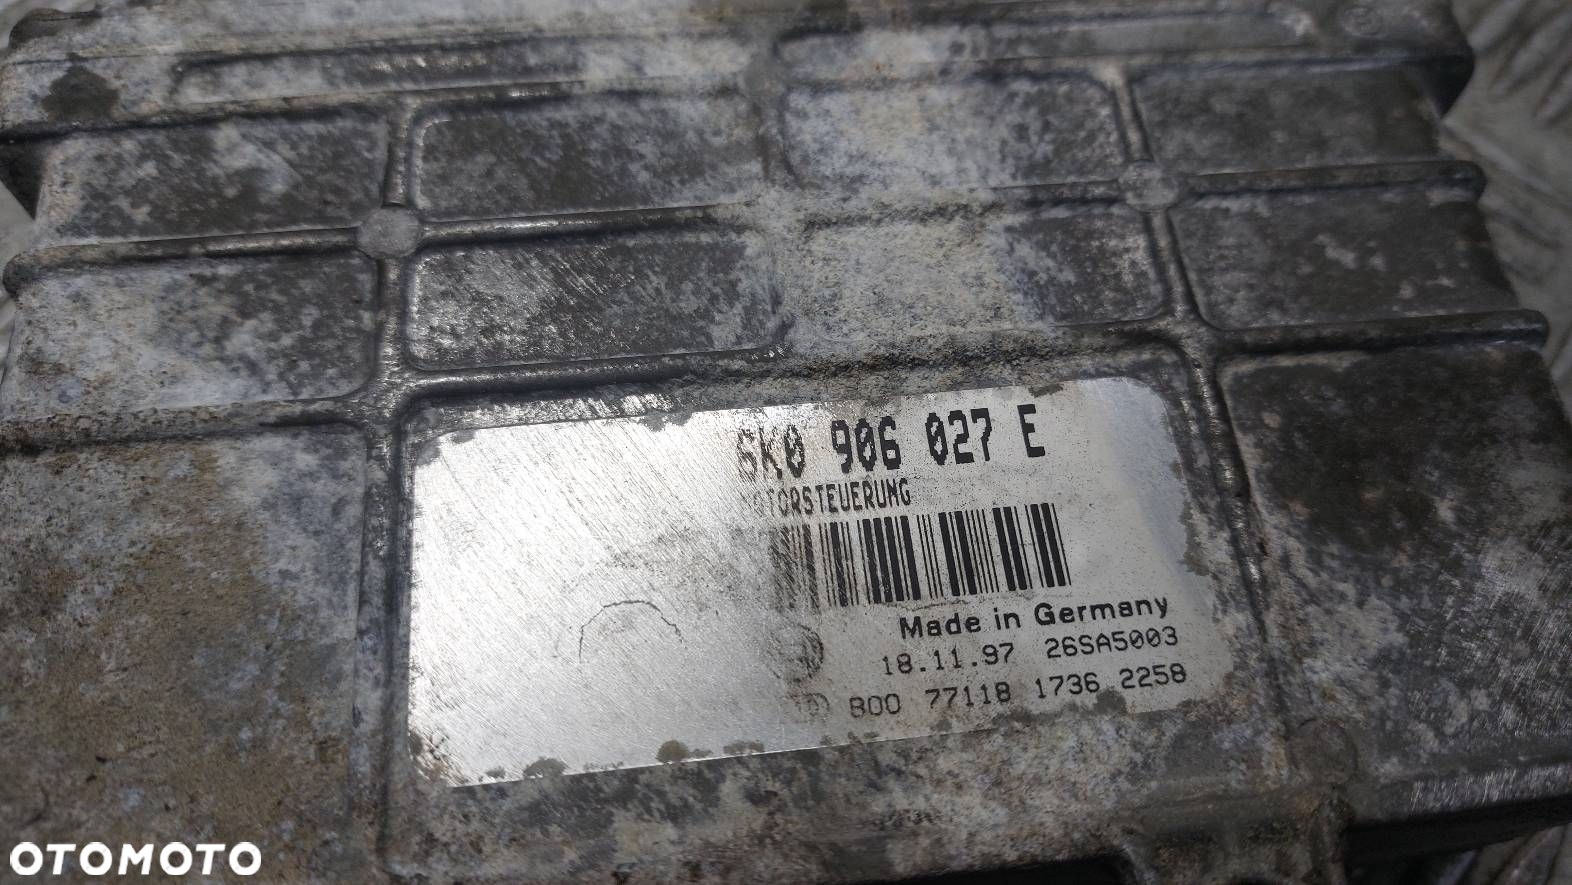 6K0 906 027 E
MOTORSTEUERUNG
Made in Germany
18.11.97 26SA5003
800 77118 1736 2258
OTOMOTO